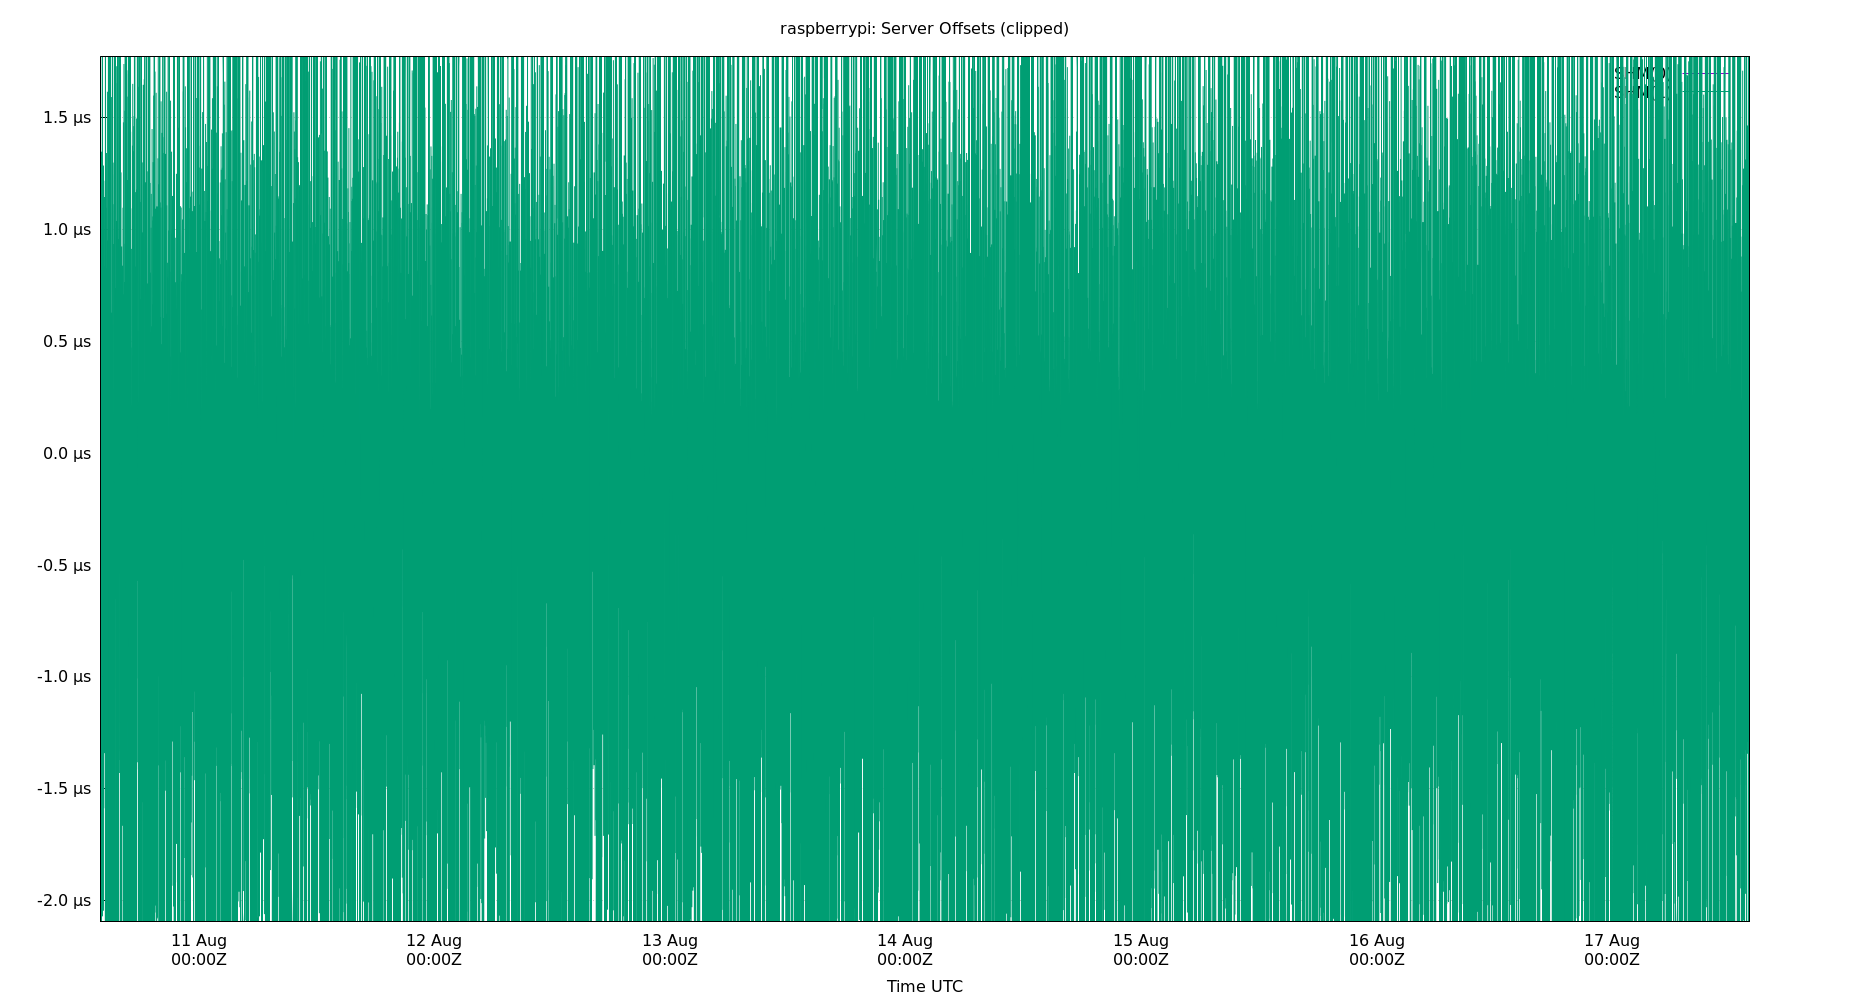 raspberrypi: Server Offsets (clipped)
1.5 µs
1.0 µs
0.5 µs
0.0 µs
-0.5 µs
-1.0 µs
-1.5 µs
-2.0 µs
11 Aug
00:00Z
12 Aug
00:00Z
13 Aug
00:00Z
14 Aug
00:00Z
15 Aug
00:00Z
16 Aug
00:00Z
17 Aug
00:00Z
Time UTC